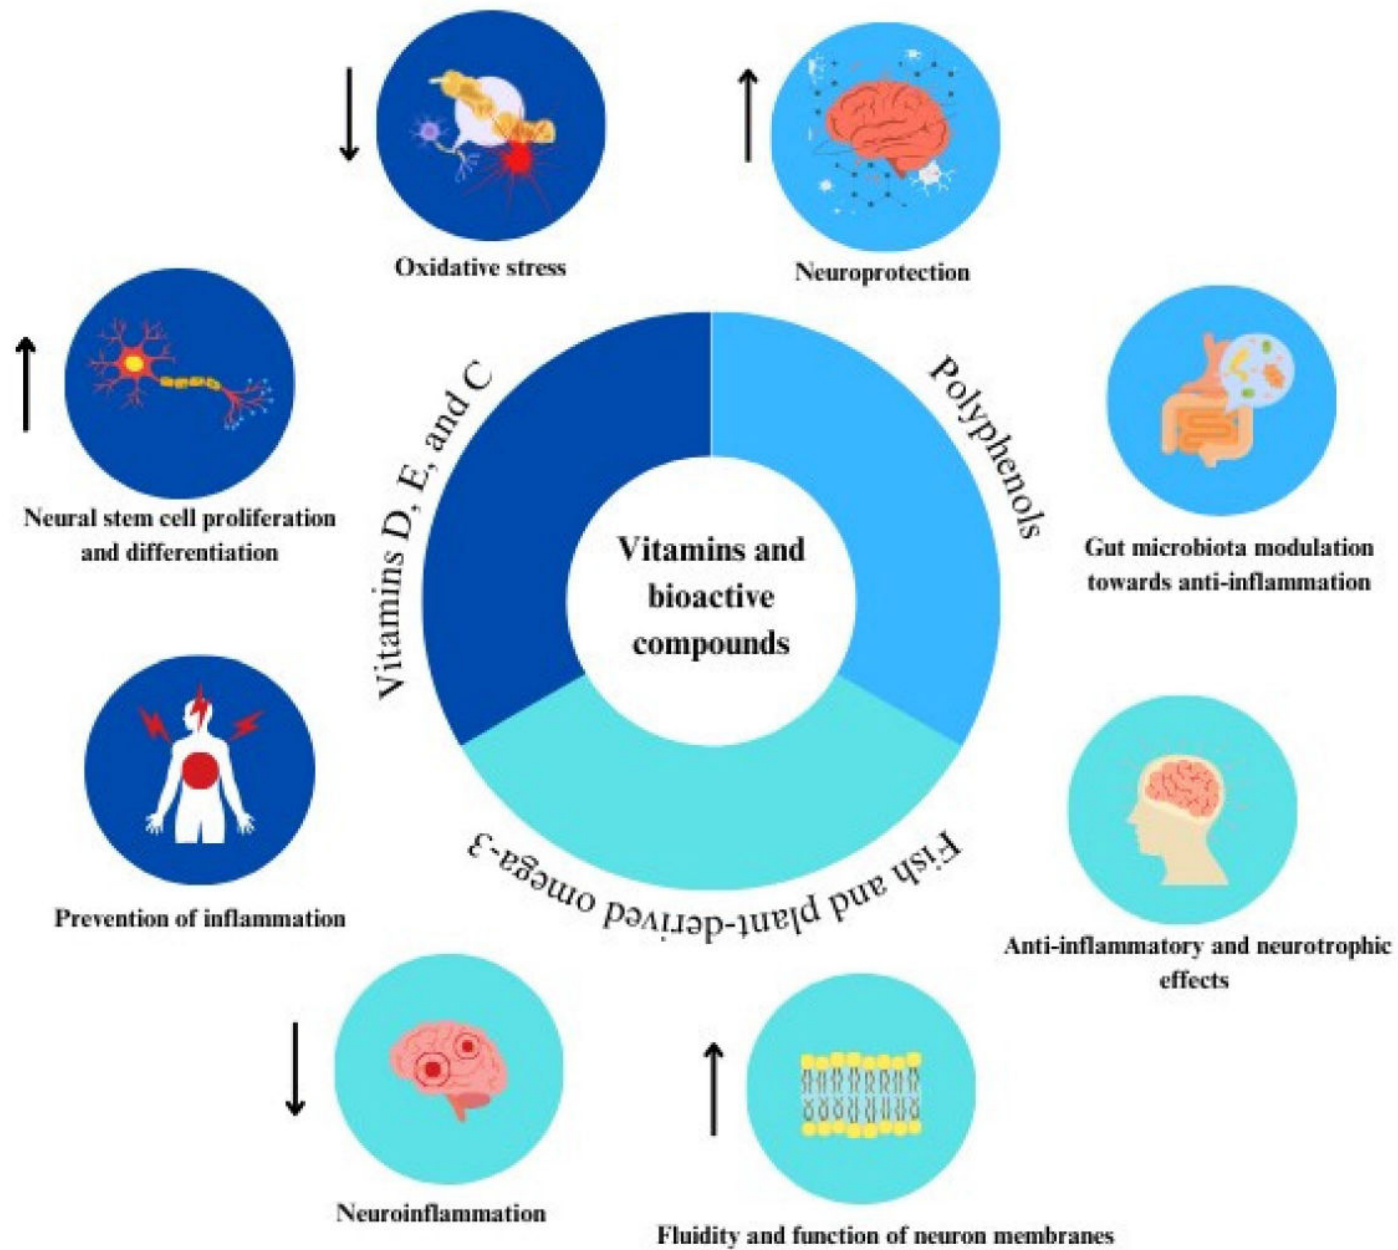 Oxidative stress
Neuroprotection
Neural stem cell proliferation
and differentiation
Vitamins D, E, and C
Polyphenols
Gut microbiota modulation
towards anti-inflammation
Vitamins and
bioactive
compounds
Prevention of inflammation
Fish and plant-derived omega-3
Anti-inflammatory and neurotrophic
effects
Neuroinflammation
Fluidity and function of neuron membranes